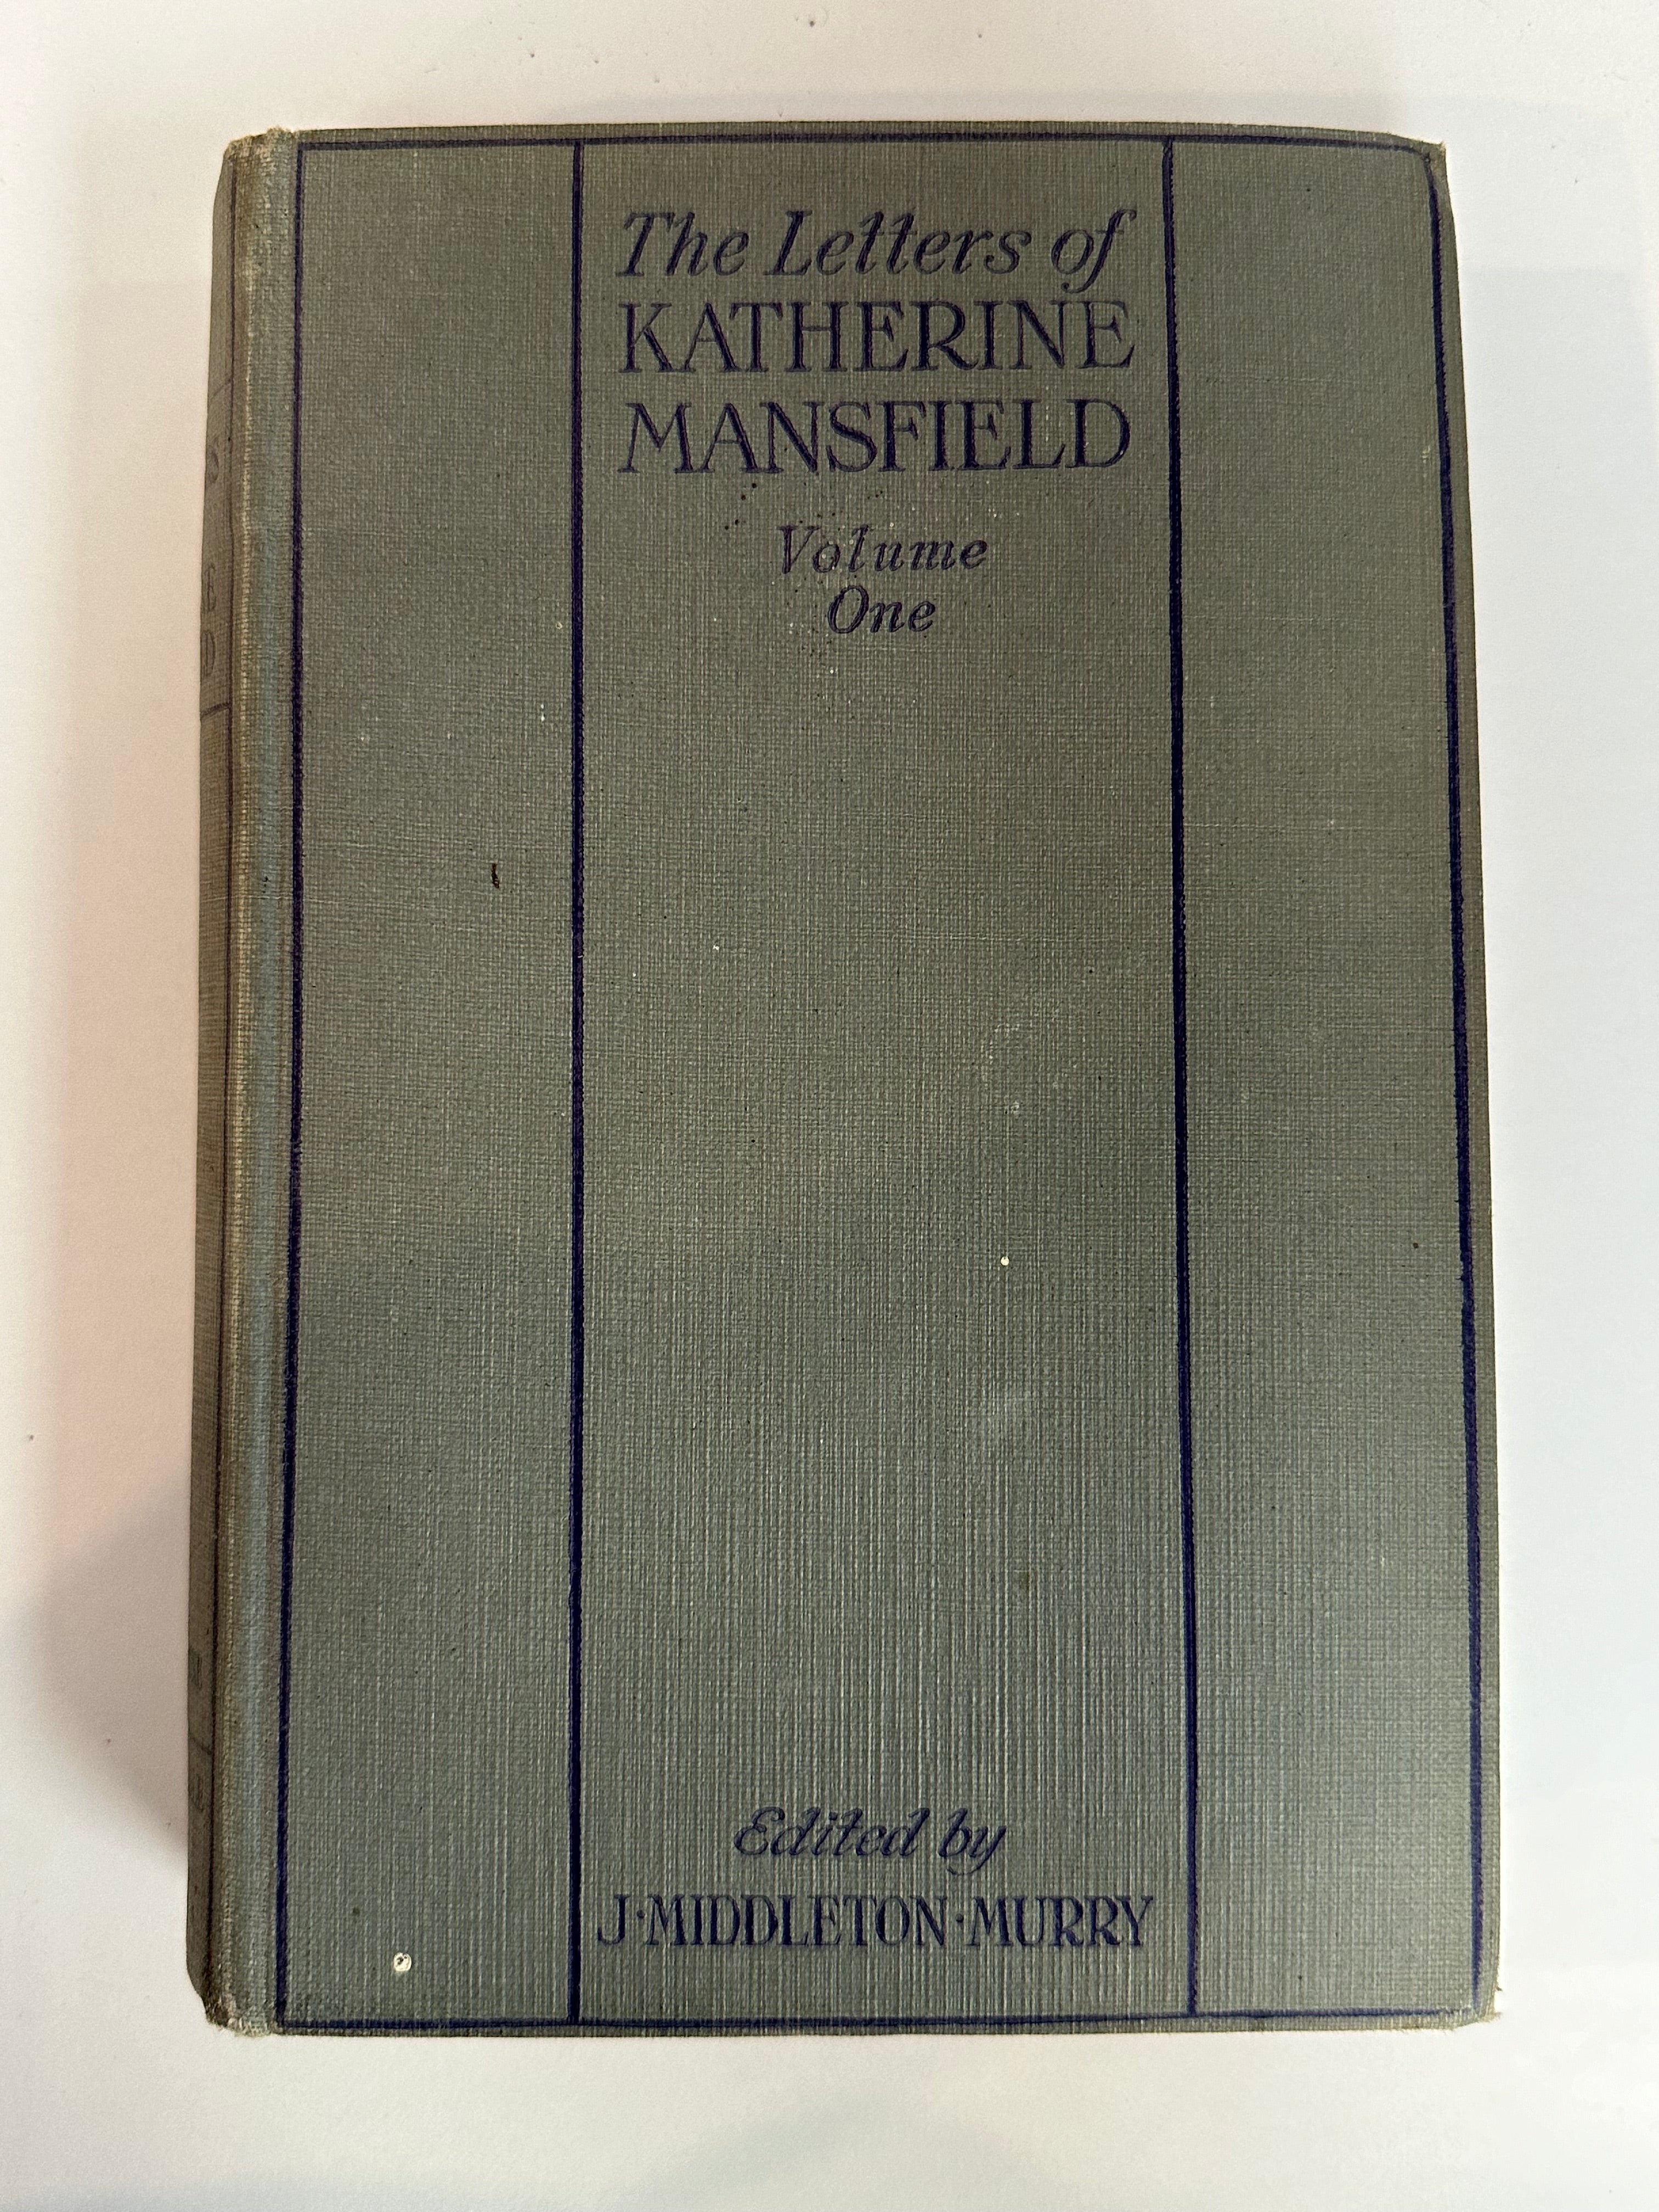 The Letters of
KATHERINE
MANSFIELD
Volume
One
Edited by
J·MIDDLETON·MURRY